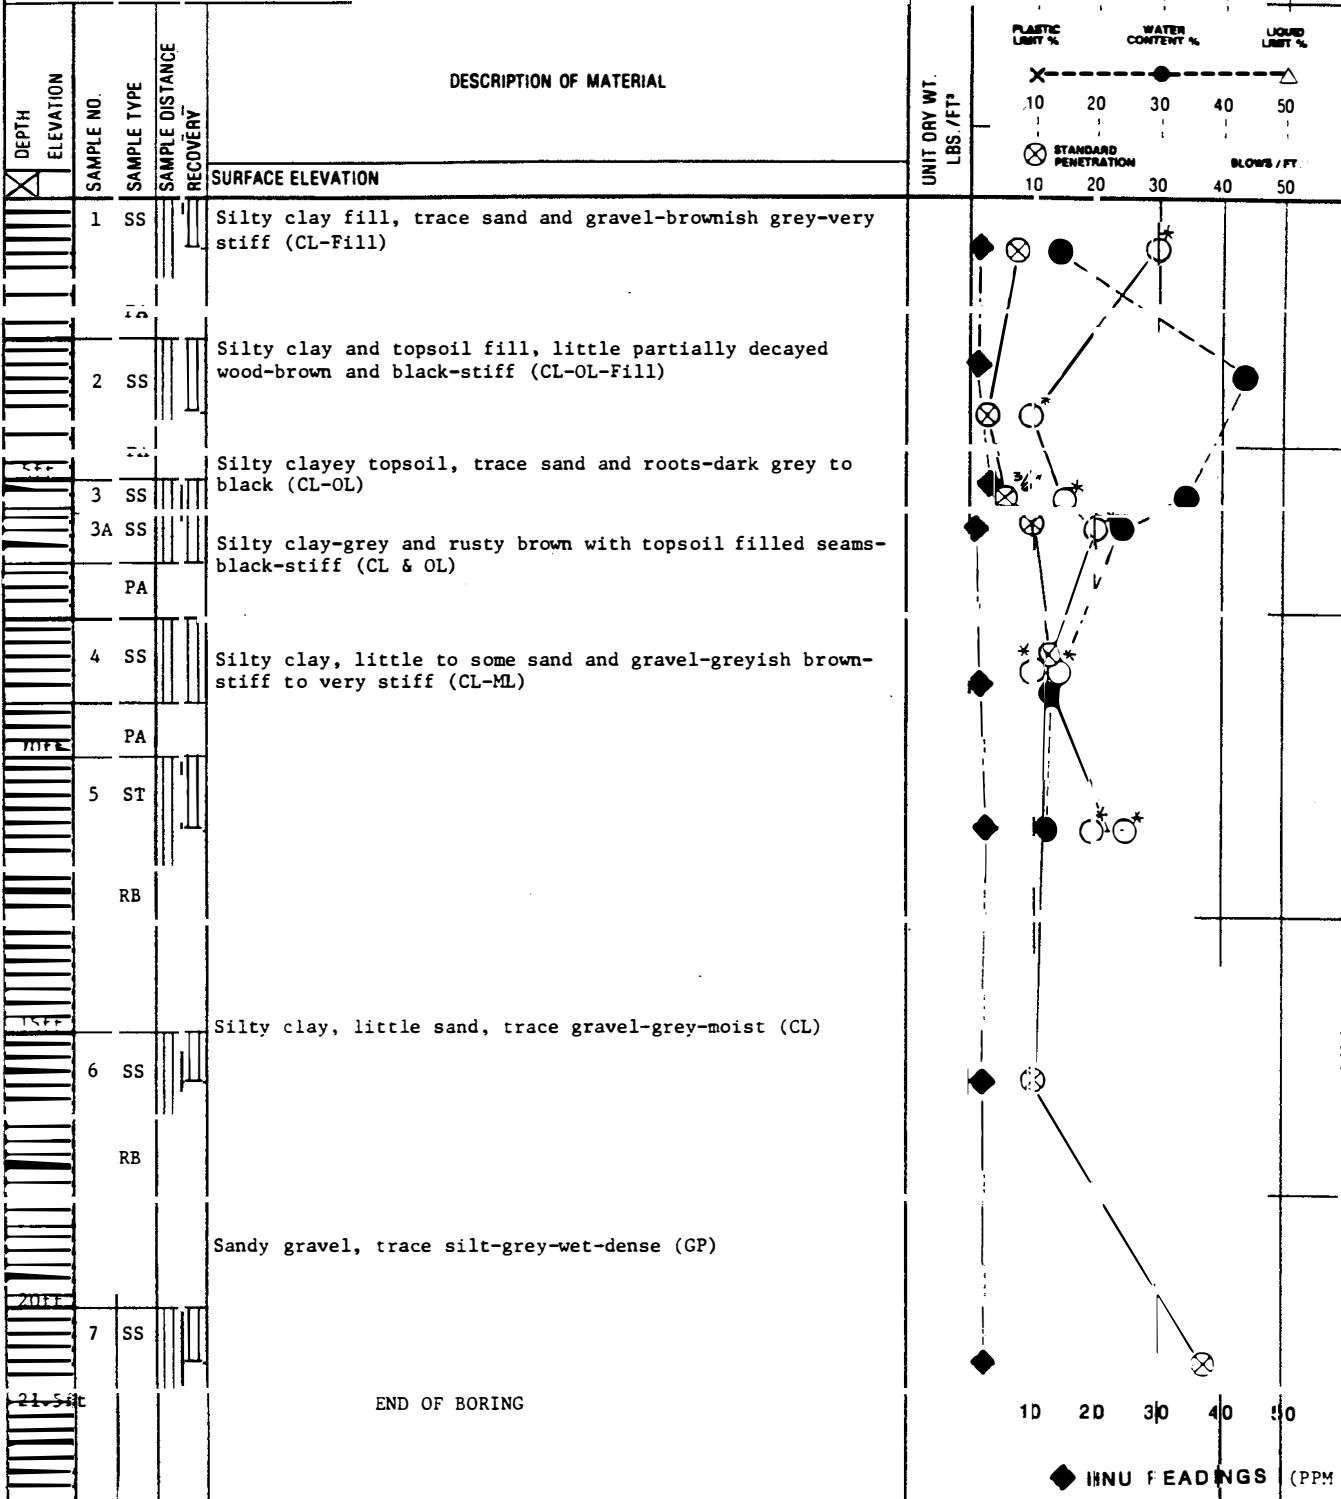 DEPTH
ELEVATION
SAMPLE NO.
SAMPLE TYPE
SAMPLE DISTANCE
RECOVERY
DESCRIPTION OF MATERIAL
SURFACE ELEVATION
UNIT DRY WT.
LBS./FT³
PLASTIC LIMIT %
WATER CONTENT %
LIQUID LIMIT %
10 20 30 40 50
STANDARD PENETRATION
BLOWS / FT.
10 20 30 40 50
1 SS Silty clay fill, trace sand and gravel-brownish grey-very
stiff (CL-Fill)
Silty clay and topsoil fill, little partially decayed
2 SS wood-brown and black-stiff (CL-OL-Fill)
5ft
Silty clayey topsoil, trace sand and roots-dark grey to
3 SS black (CL-OL)
3A SS
Silty clay-grey and rusty brown with topsoil filled seams-
black-stiff (CL & OL)
PA
4 SS Silty clay, little to some sand and gravel-greyish brown-
stiff to very stiff (CL-ML)
PA
10ft
5 ST
RB
15ft
Silty clay, little sand, trace gravel-grey-moist (CL)
6 SS
RB
Sandy gravel, trace silt-grey-wet-dense (GP)
20ft
7 SS
21.5ft
END OF BORING
10 20 30 40 50
HNU READINGS (PPM